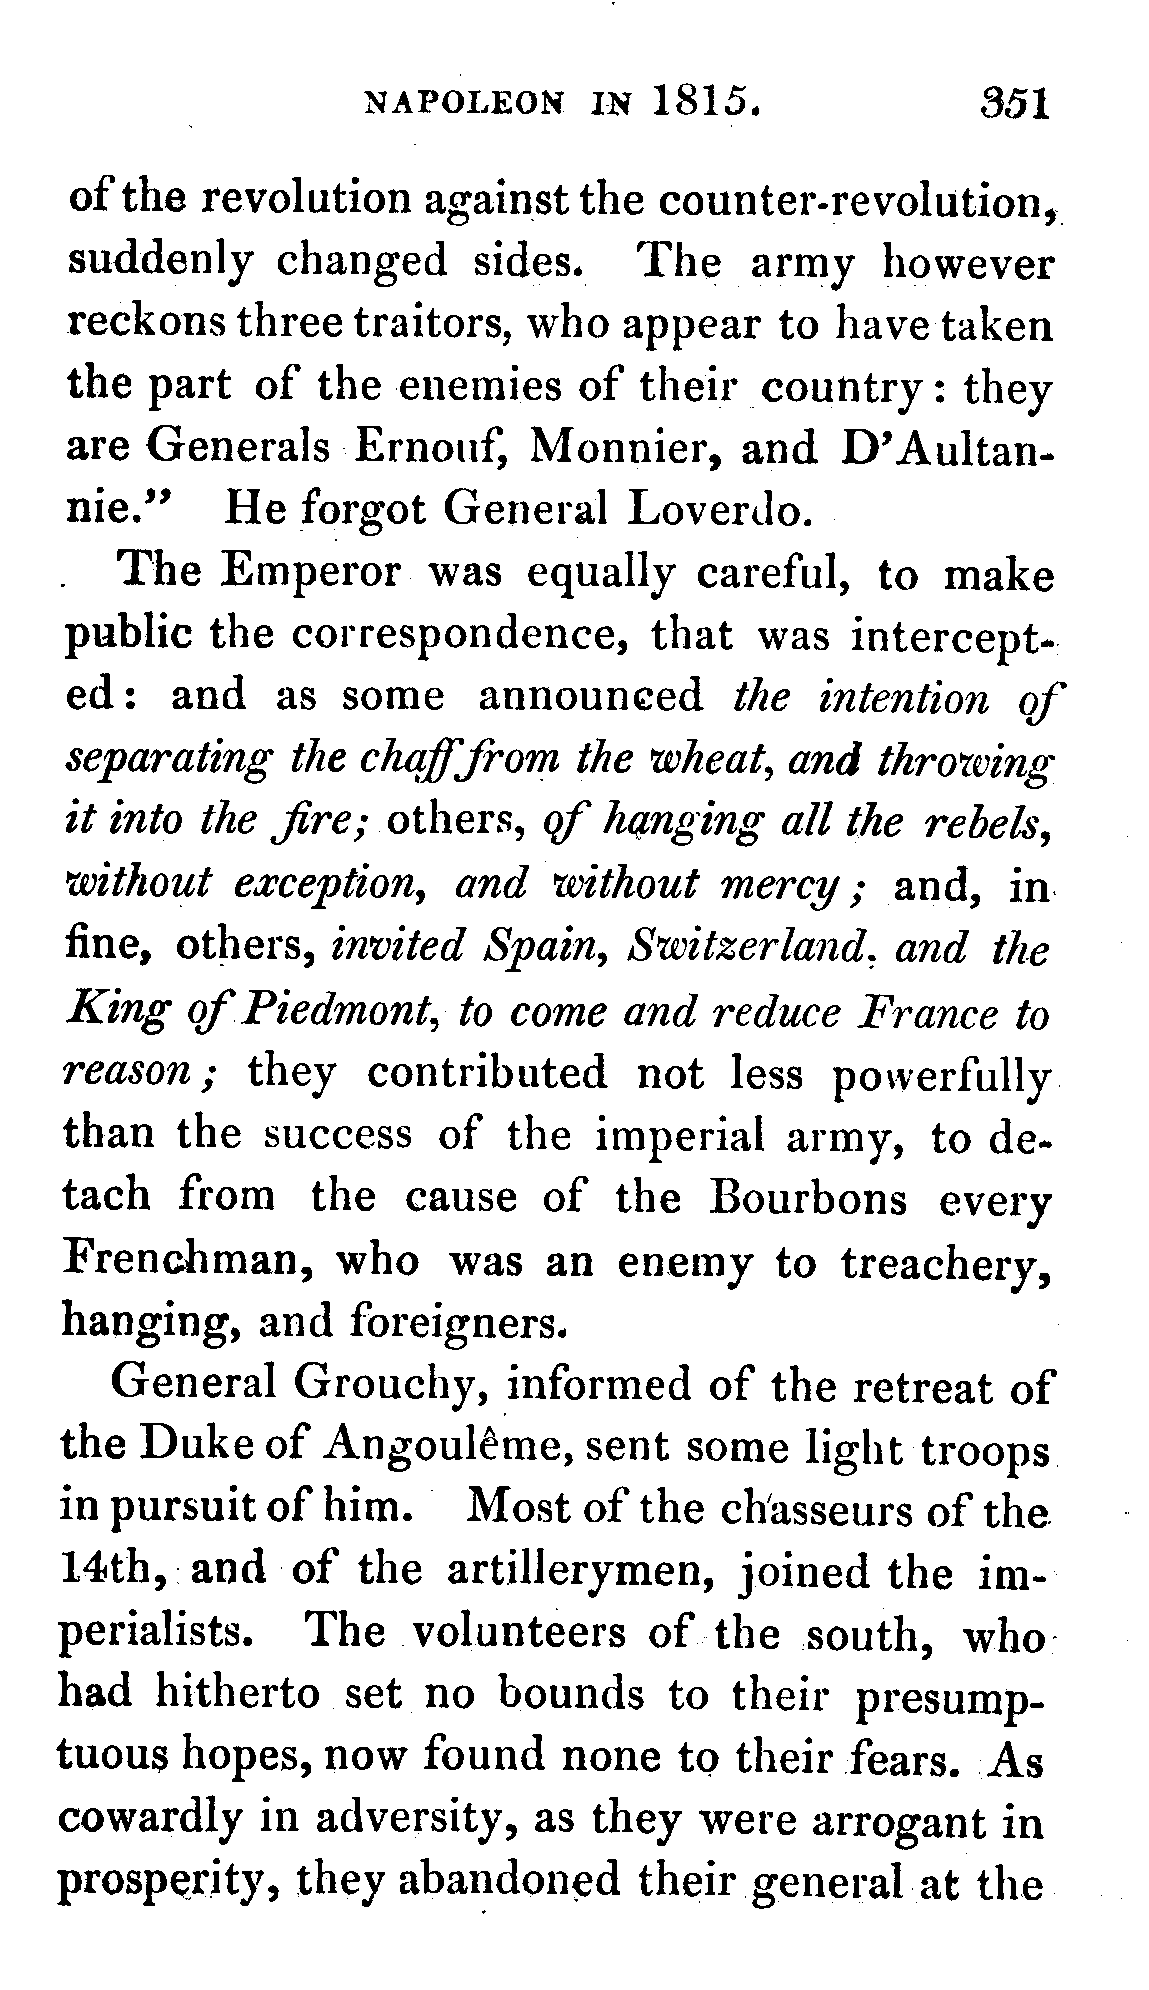 NAPOLEON IN 1815. 351
of the revolution against the counter-revolution,
suddenly changed sides. The army however
reckons three traitors, who appear to have taken
the part of the enemies of their country: they
are Generals Ernouf, Monnier, and D'Aultan-
nie." He forgot General Loverdo.
The Emperor was equally careful, to make
public the correspondence, that was intercept-
ed: and as some announced the intention of
separating the chaff from the wheat, and throwing
it into the fire; others, of hanging all the rebels,
without exception, and without mercy; and, in
fine, others, invited Spain, Switzerland, and the
King of Piedmont, to come and reduce France to
reason; they contributed not less powerfully
than the success of the imperial army, to de-
tach from the cause of the Bourbons every
Frenchman, who was an enemy to treachery,
hanging, and foreigners.
General Grouchy, informed of the retreat of
the Duke of Angoulême, sent some light troops
in pursuit of him. Most of the chasseurs of the
14th, and of the artillerymen, joined the im-
perialists. The volunteers of the south, who
had hitherto set no bounds to their presump-
tuous hopes, now found none to their fears. As
cowardly in adversity, as they were arrogant in
prosperity, they abandoned their general at the